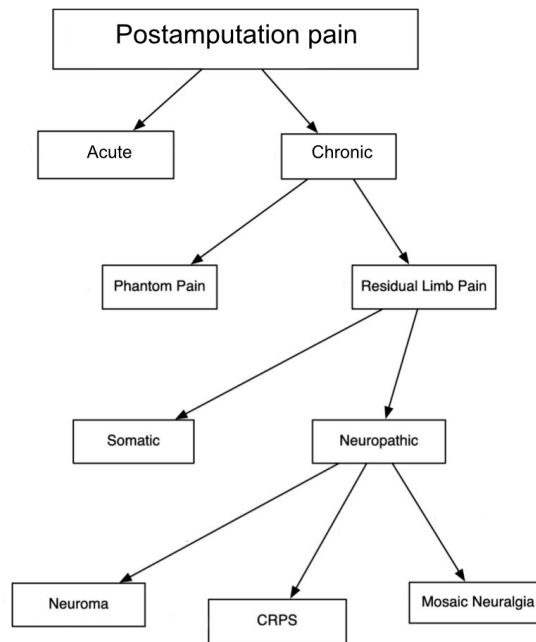 Postamputation pain
Acute
Chronic
Phantom Pain
Residual Limb Pain
Somatic
Neuropathic
Neuroma
CRPS
Mosaic Neuralgia